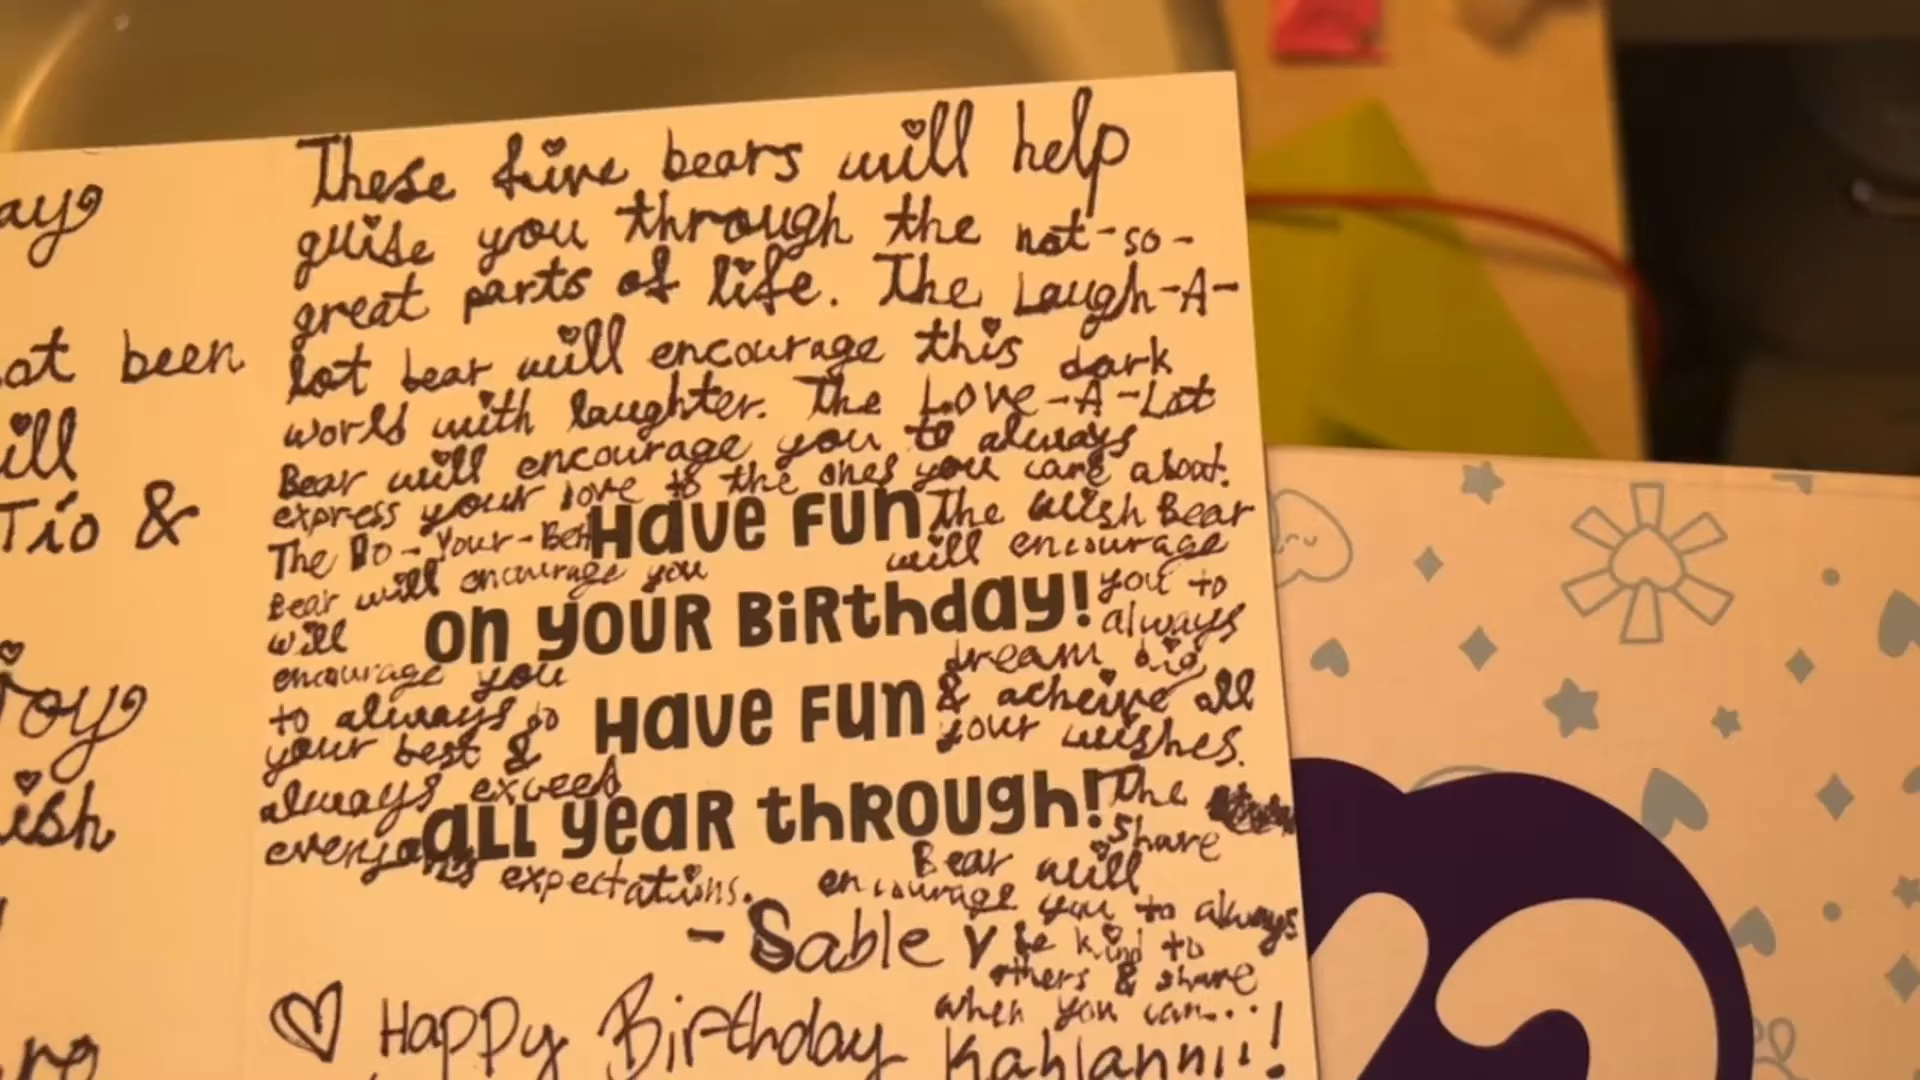 ay
ot been
ill
Tío &
oy
ish
These five bears will help
guide you through the not-so-
great parts of life. The Laugh-A-
lot bear will encourage this dark
world with laughter. The Love-A-Lot
Bear will encourage you to always
express your love to the ones you care about.
The Do-Your-Best
Bear will encourage you
will
encourage you
to always do
your best &
always exceed
everyone's expectations.
Have Fun
on your Birthday!
Have Fun
all year through!
The Wish Bear
will encourage
you to
always
dream big
& acheive all
your wishes.
The
Share
Bear will
encourage you to always
be kind to
others & share
when you can...
- Sable V
Happy Birthday Kahlanni!